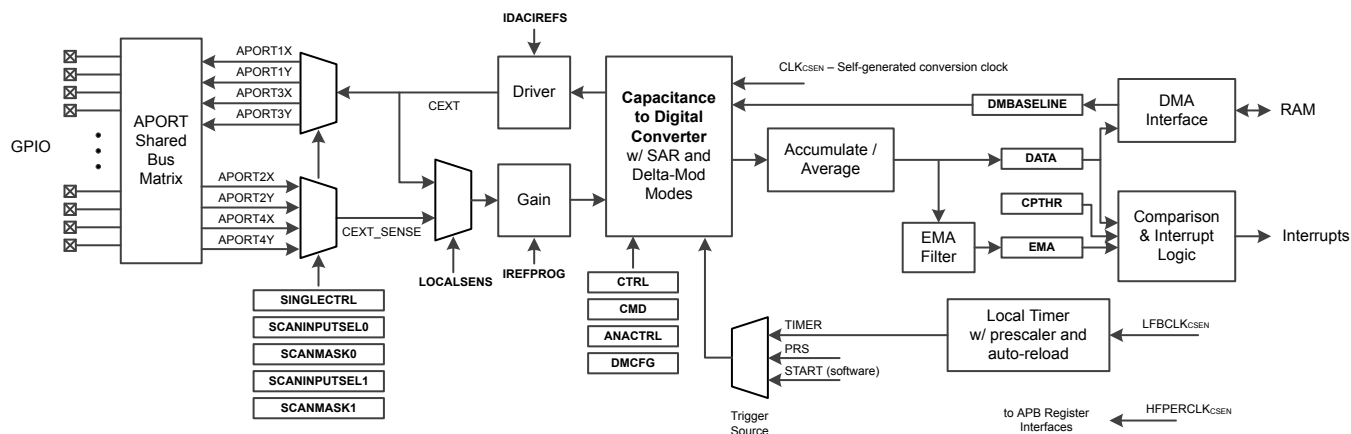 IDACIREFS
GPIO
APORT
Shared
Bus
Matrix
APORT1X
APORT1Y
APORT3X
APORT3Y
APORT2X
APORT2Y
APORT4X
APORT4Y
CEXT
CEXT_SENSE
Driver
Gain
LOCALSENS
IREFPROG
Capacitance
to Digital
Converter
w/ SAR and
Delta-Mod
Modes
CLKCSEN – Self-generated conversion clock
DMBASELINE
DMA
Interface
RAM
Accumulate /
Average
DATA
CPTHR
EMA
Filter
EMA
Comparison
& Interrupt
Logic
Interrupts
SINGLECTRL
SCANINPUTSEL0
SCANMASK0
SCANINPUTSEL1
SCANMASK1
CTRL
CMD
ANACTRL
DMCFG
TIMER
PRS
START (software)
Trigger
Source
Local Timer
w/ prescaler and
auto-reload
LFBCLKCSEN
to APB Register
Interfaces
HFPERCLKCSEN